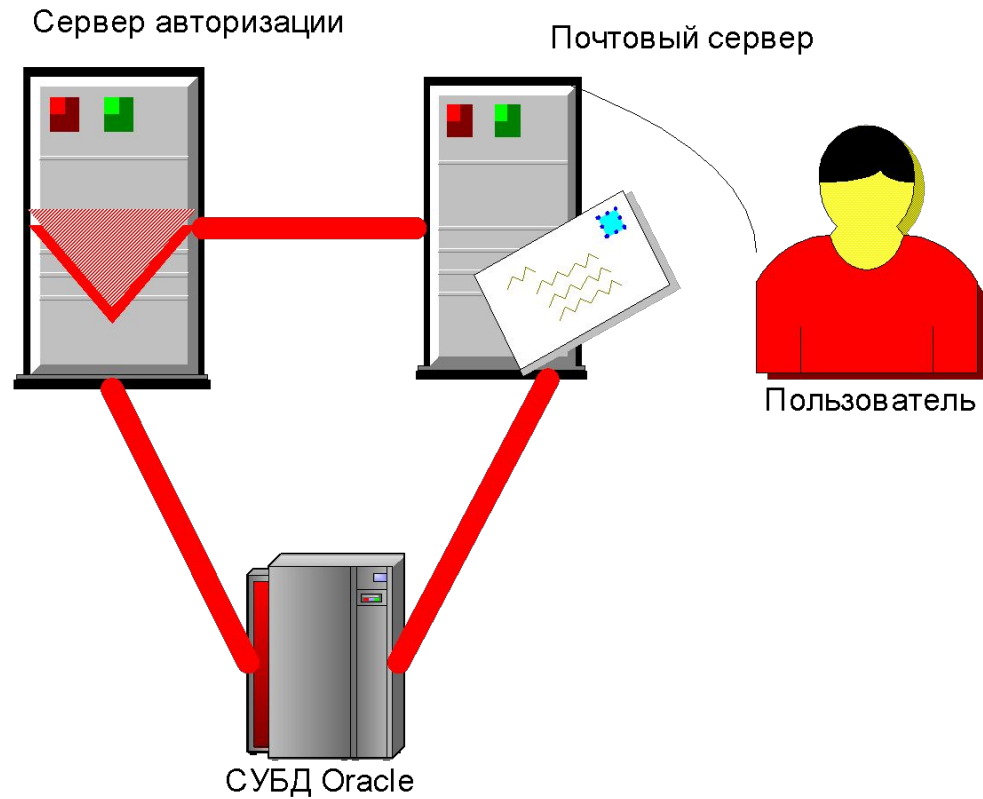 Сервер авторизации
Почтовый сервер
Пользователь
СУБД Oracle